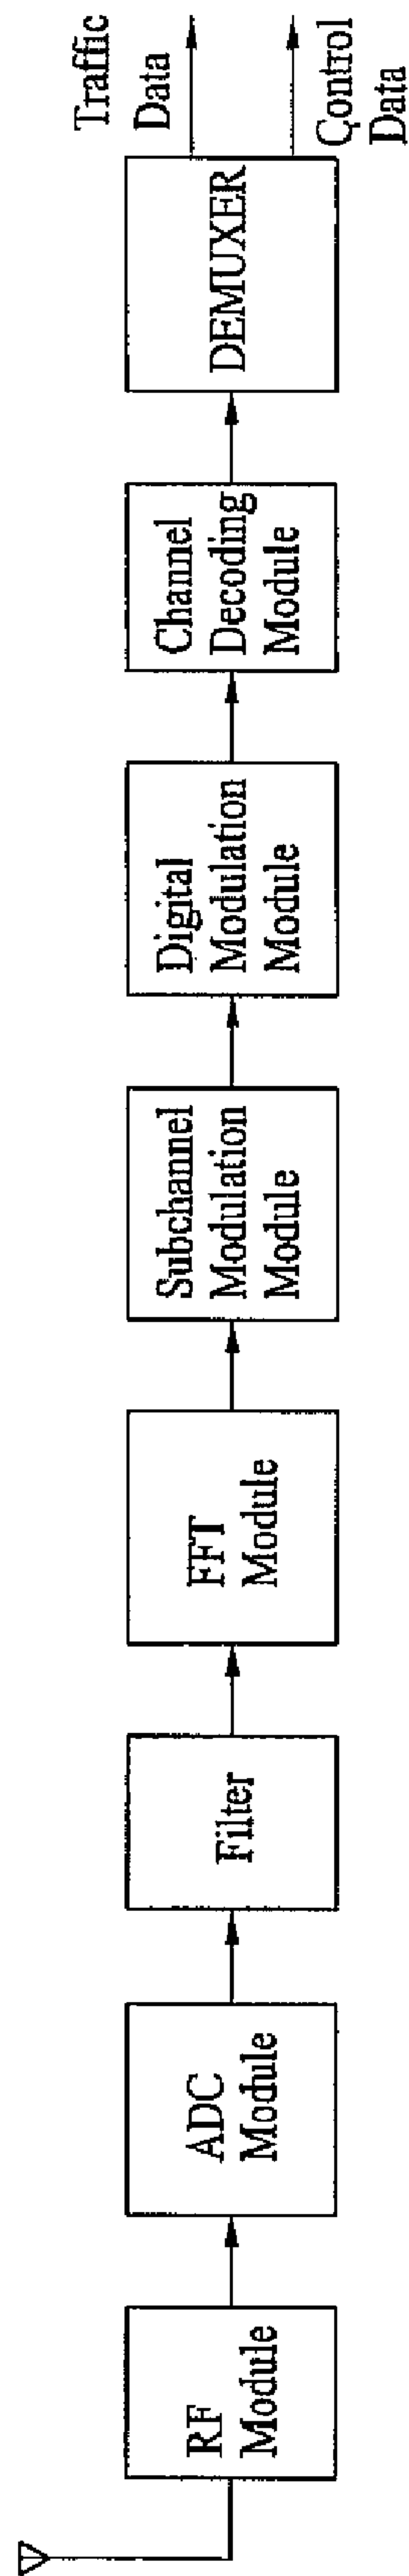 RF
Module
ADC
Module
Filter
FFT
Module
Subchannel
Modulation
Module
Digital
Modulation
Module
Channel
Decoding
Module
DEMUXER
Traffic
Data
Control
Data